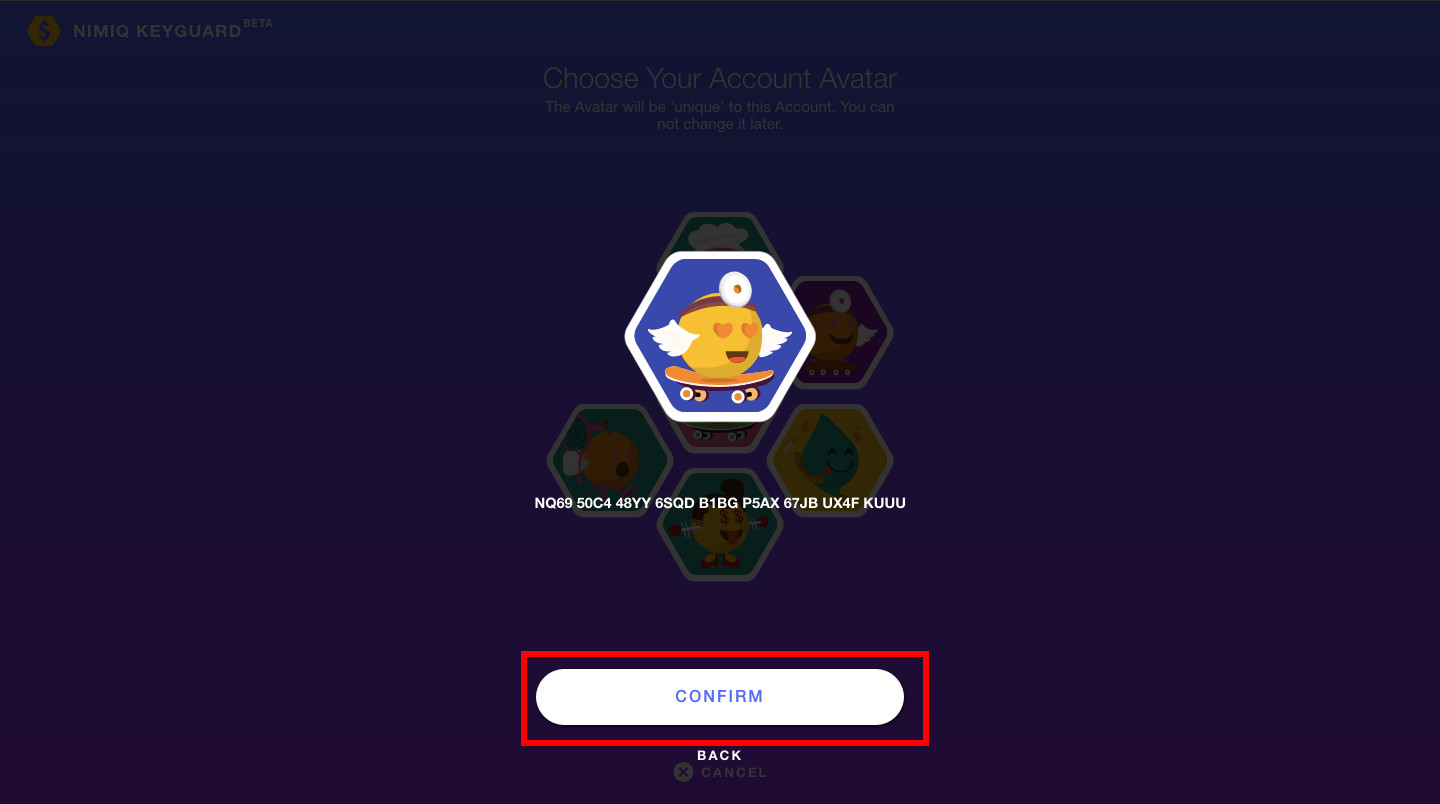 NIMIQ KEYGUARD BETA
Choose Your Account Avatar
The Avatar will be 'unique' to this Account. You can
not change it later.
NQ69 50C4 48YY 6SQD B1BG P5AX 67JB UX4F KUUU
CONFIRM
BACK
CANCEL